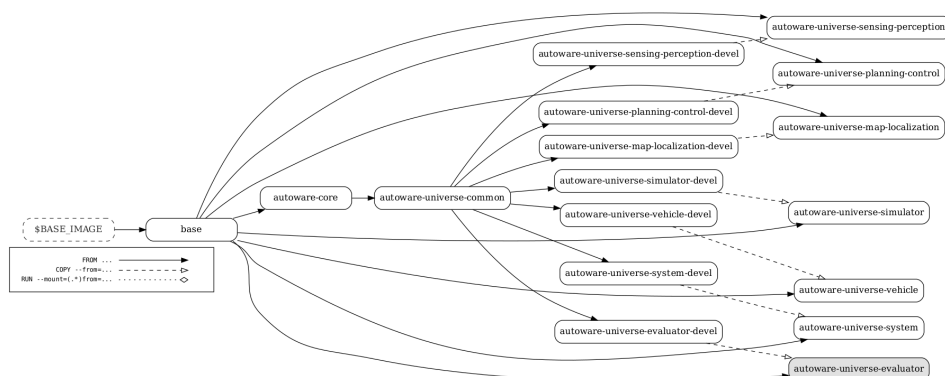 autoware-universe-sensing-perception
autoware-universe-sensing-perception-devel
autoware-universe-planning-control
autoware-universe-planning-control-devel
autoware-universe-map-localization
autoware-universe-map-localization-devel
autoware-universe-simulator-devel
autoware-core
autoware-universe-common
autoware-universe-vehicle-devel
autoware-universe-simulator
$BASE_IMAGE
base
FROM ...
COPY --from=...
RUN --mount=(.*)from=...
autoware-universe-system-devel
autoware-universe-vehicle
autoware-universe-evaluator-devel
autoware-universe-system
autoware-universe-evaluator